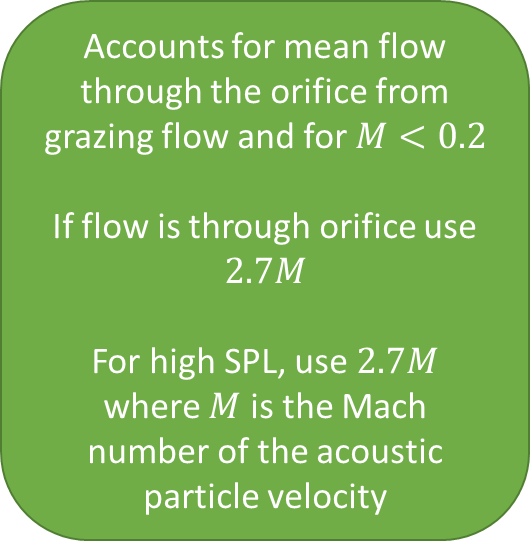 Accounts for mean flow
through the orifice from
grazing flow and for 𝑀 < 0.2
If flow is through orifice use
2.7𝑀
For high SPL, use 2.7𝑀
where 𝑀 is the Mach
number of the acoustic
particle velocity